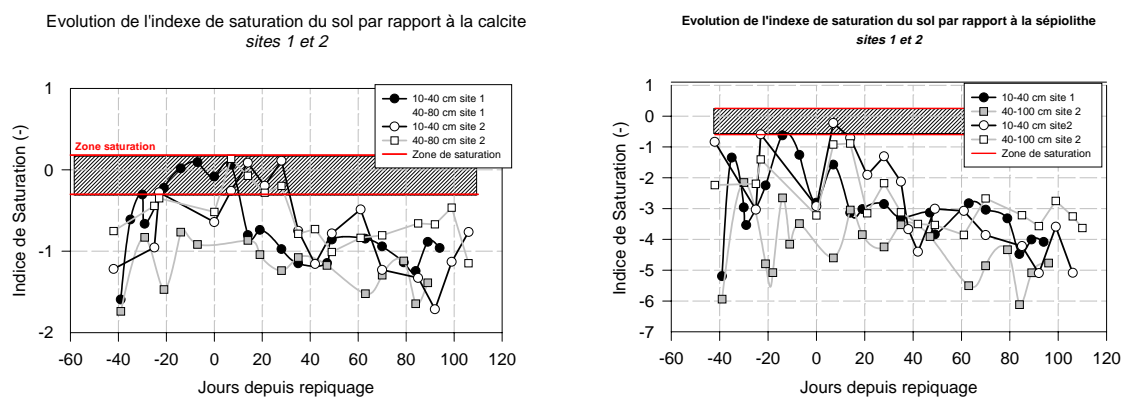 Evolution de l'indexe de saturation du sol par rapport à la calcite
sites 1 et 2
Indice de Saturation (-)
1
0
-1
-2
Zone saturation
10-40 cm site 1
40-80 cm site 1
10-40 cm site 2
40-80 cm site 2
Zone de saturation
-60 -40 -20 0 20 40 60 80 100 120
Jours depuis repiquage
Evolution de l'indexe de saturation du sol par rapport à la sépiolithe
sites 1 et 2
Indice de Saturation (-)
1
0
-1
-2
-3
-4
-5
-6
-7
10-40 cm site 1
40-100 cm site 2
10-40 cm site2
40-100 cm site 2
Zone de saturation
-60 -40 -20 0 20 40 60 80 100 120
Jours depuis repiquage